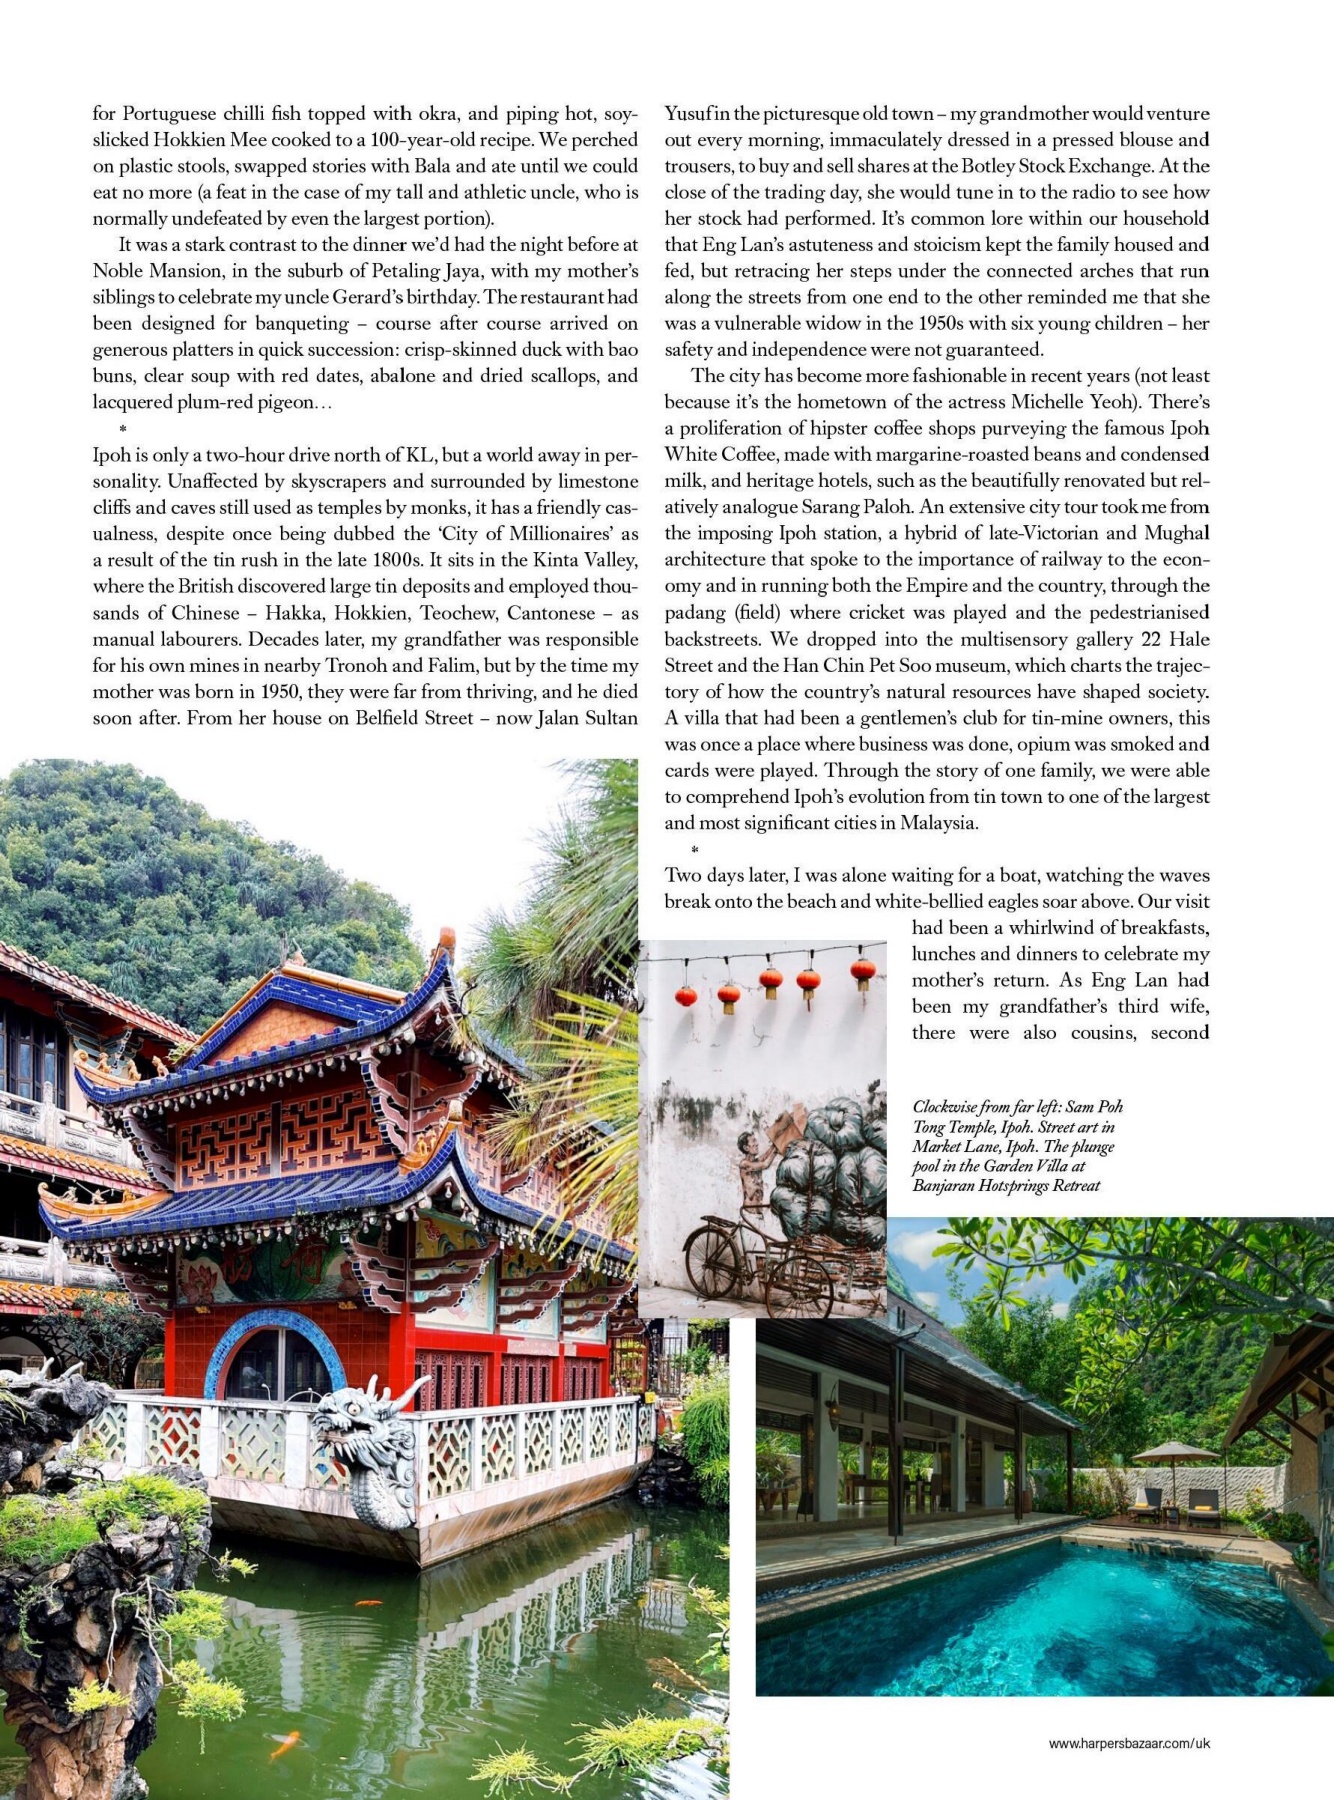 for Portuguese chilli fish topped with okra, and piping hot, soy-
slicked Hokkien Mee cooked to a 100-year-old recipe. We perched
on plastic stools, swapped stories with Bala and ate until we could
eat no more (a feat in the case of my tall and athletic uncle, who is
normally undefeated by even the largest portion).
It was a stark contrast to the dinner we’d had the night before at
Noble Mansion, in the suburb of Petaling Jaya, with my mother’s
siblings to celebrate my uncle Gerard’s birthday. The restaurant had
been designed for banqueting – course after course arrived on
generous platters in quick succession: crisp-skinned duck with bao
buns, clear soup with red dates, abalone and dried scallops, and
lacquered plum-red pigeon…
*
Ipoh is only a two-hour drive north of KL, but a world away in per-
sonality. Unaffected by skyscrapers and surrounded by limestone
cliffs and caves still used as temples by monks, it has a friendly cas-
ualness, despite once being dubbed the ‘City of Millionaires’ as
a result of the tin rush in the late 1800s. It sits in the Kinta Valley,
where the British discovered large tin deposits and employed thou-
sands of Chinese – Hakka, Hokkien, Teochew, Cantonese – as
manual labourers. Decades later, my grandfather was responsible
for his own mines in nearby Tronoh and Falim, but by the time my
mother was born in 1950, they were far from thriving, and he died
soon after. From her house on Belfield Street – now Jalan Sultan
Yusuf in the picturesque old town – my grandmother would venture
out every morning, immaculately dressed in a pressed blouse and
trousers, to buy and sell shares at the Botley Stock Exchange. At the
close of the trading day, she would tune in to the radio to see how
her stock had performed. It’s common lore within our household
that Eng Lan’s astuteness and stoicism kept the family housed and
fed, but retracing her steps under the connected arches that run
along the streets from one end to the other reminded me that she
was a vulnerable widow in the 1950s with six young children – her
safety and independence were not guaranteed.
The city has become more fashionable in recent years (not least
because it’s the hometown of the actress Michelle Yeoh). There’s
a proliferation of hipster coffee shops purveying the famous Ipoh
White Coffee, made with margarine-roasted beans and condensed
milk, and heritage hotels, such as the beautifully renovated but rel-
atively analogue Sarang Paloh. An extensive city tour took me from
the imposing Ipoh station, a hybrid of late-Victorian and Mughal
architecture that spoke to the importance of railway to the econ-
omy and in running both the Empire and the country, through the
padang (field) where cricket was played and the pedestrianised
backstreets. We dropped into the multisensory gallery 22 Hale
Street and the Han Chin Pet Soo museum, which charts the trajec-
tory of how the country’s natural resources have shaped society.
A villa that had been a gentlemen’s club for tin-mine owners, this
was once a place where business was done, opium was smoked and
cards were played. Through the story of one family, we were able
to comprehend Ipoh’s evolution from tin town to one of the largest
and most significant cities in Malaysia.
*
Two days later, I was alone waiting for a boat, watching the waves
break onto the beach and white-bellied eagles soar above. Our visit
had been a whirlwind of breakfasts,
lunches and dinners to celebrate my
mother’s return. As Eng Lan had
been my grandfather’s third wife,
there were also cousins, second
Clockwise from far left: Sam Poh
Tong Temple, Ipoh. Street art in
Market Lane, Ipoh. The plunge
pool in the Garden Villa at
Banjaran Hotsprings Retreat
www.harpersbazaar.com/uk